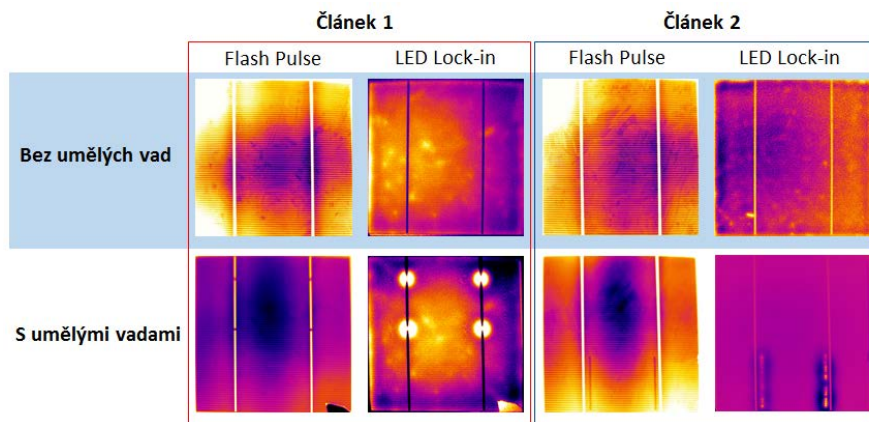 Článek 1
Článek 2
Flash Pulse
LED Lock-in
Flash Pulse
LED Lock-in
Bez umělých vad
S umělými vadami